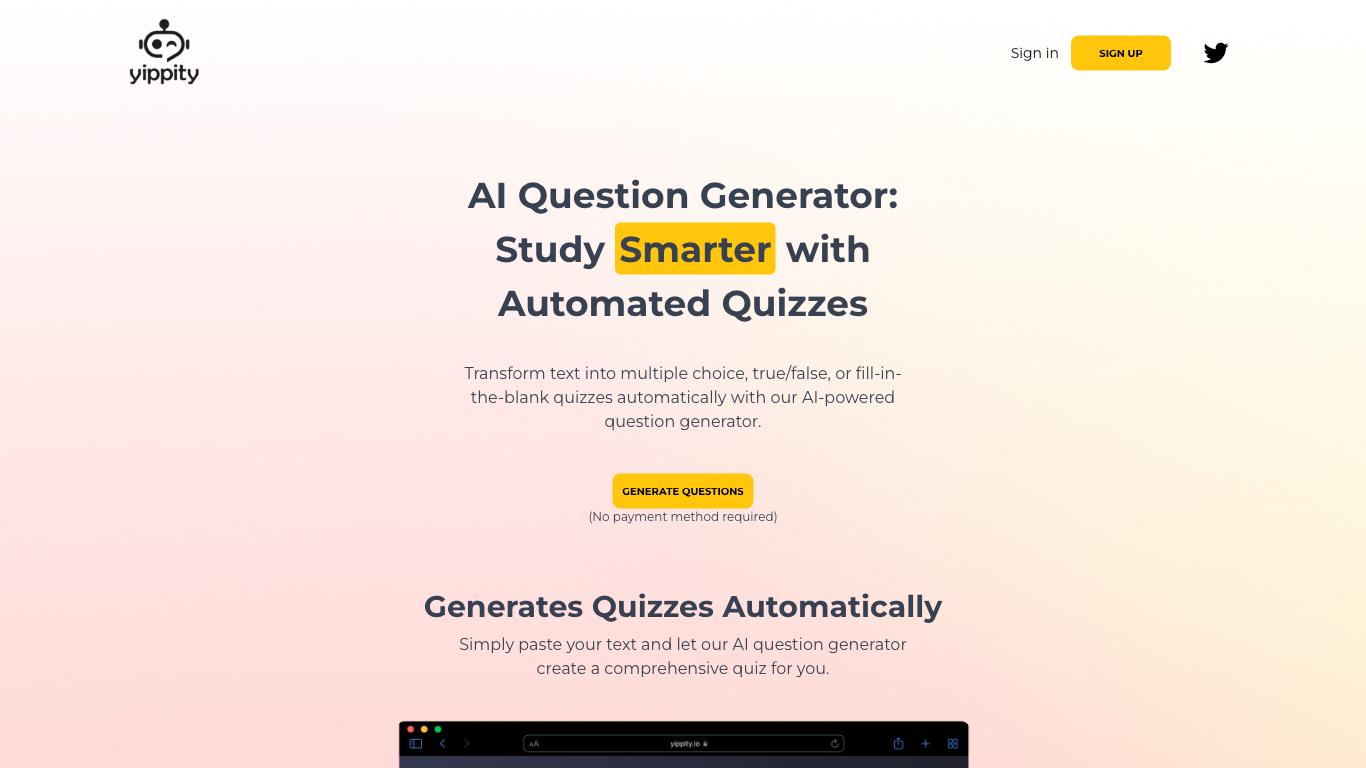 yippity
Sign in
SIGN UP
AI Question Generator:
Study Smarter with
Automated Quizzes
Transform text into multiple choice, true/false, or fill-in-
the-blank quizzes automatically with our AI-powered
question generator.
GENERATE QUESTIONS
(No payment method required)
Generates Quizzes Automatically
Simply paste your text and let our AI question generator
create a comprehensive quiz for you.
AA
yippity.io